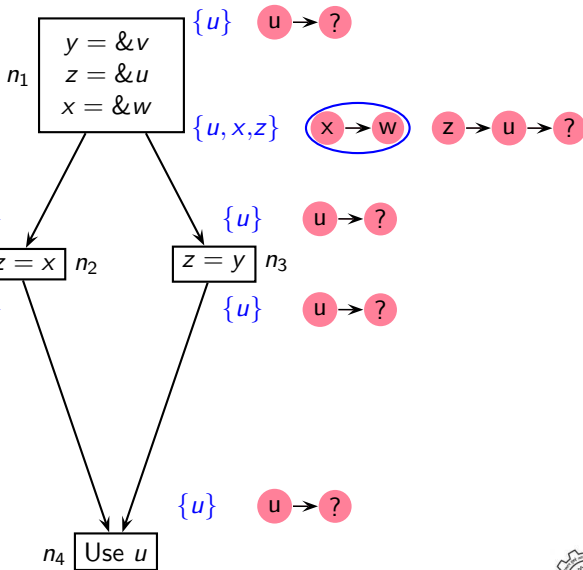 {u} u ?
y = &v
n1 z = &u
x = &w
{u, x,z} x w z u ?
{u} u ?
z = x n2 z = y n3
{u} u ?
{u} u ?
n4 Use u